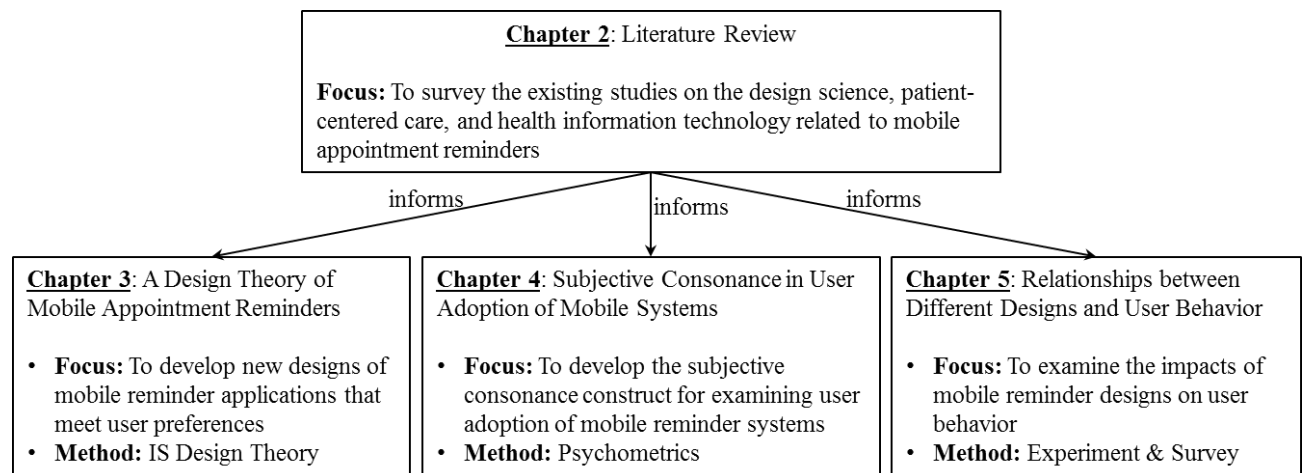 Chapter 2: Literature Review
Focus: To survey the existing studies on the design science, patient-
centered care, and health information technology related to mobile
appointment reminders
informs
informs
informs
Chapter 3: A Design Theory of
Mobile Appointment Reminders
• Focus: To develop new designs of
mobile reminder applications that
meet user preferences
• Method: IS Design Theory
Chapter 4: Subjective Consonance in User
Adoption of Mobile Systems
• Focus: To develop the subjective
consonance construct for examining user
adoption of mobile reminder systems
• Method: Psychometrics
Chapter 5: Relationships between
Different Designs and User Behavior
• Focus: To examine the impacts of
mobile reminder designs on user
behavior
• Method: Experiment & Survey